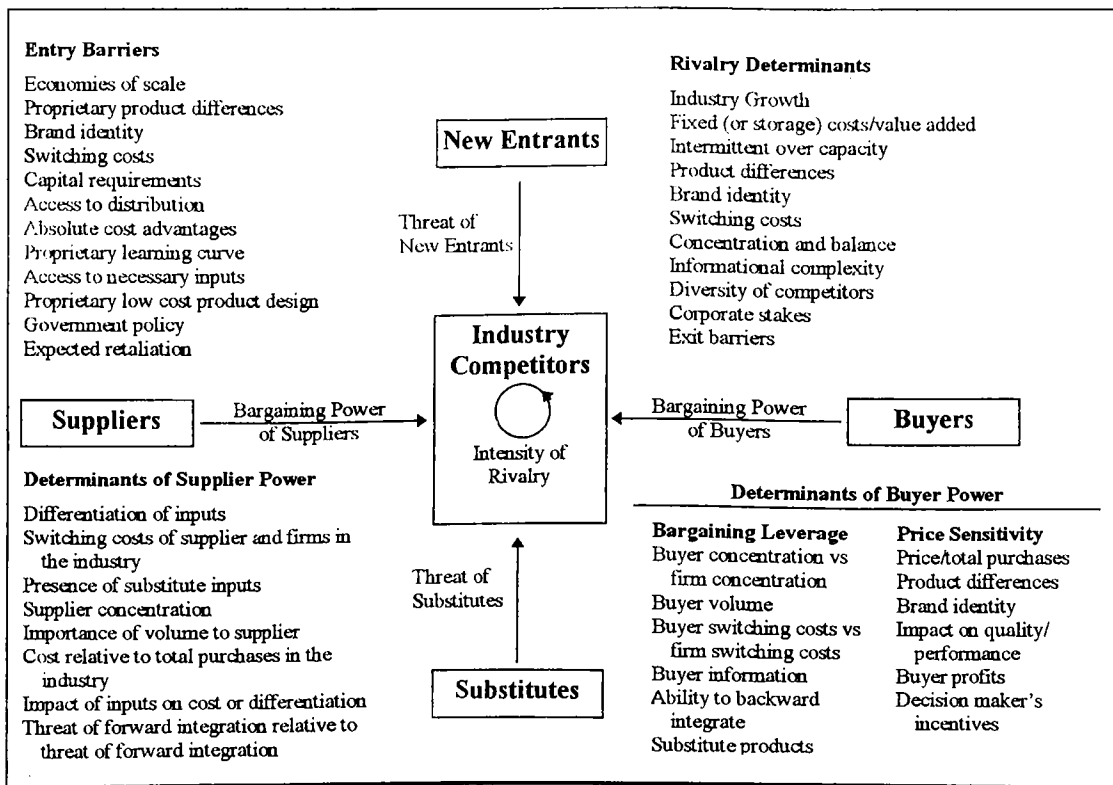 Entry Barriers
Economies of scale
Proprietary product differences
Brand identity
Switching costs
Capital requirements
Access to distribution
Absolute cost advantages
Proprietary learning curve
Access to necessary inputs
Proprietary low cost product design
Government policy
Expected retaliation
New Entrants
Threat of
New Entrants
Rivalry Determinants
Industry Growth
Fixed (or storage) costs/value added
Intermittent over capacity
Product differences
Brand identity
Switching costs
Concentration and balance
Informational complexity
Diversity of competitors
Corporate stakes
Exit barriers
Industry
Competitors
Intensity of
Rivalry
Suppliers
Bargaining Power
of Suppliers
Bargaining Power
of Buyers
Buyers
Determinants of Supplier Power
Differentiation of inputs
Switching costs of supplier and firms in
the industry
Presence of substitute inputs
Supplier concentration
Importance of volume to supplier
Cost relative to total purchases in the
industry
Impact of inputs on cost or differentiation
Threat of forward integration relative to
threat of forward integration
Threat of
Substitutes
Substitutes
Determinants of Buyer Power
Bargaining Leverage
Buyer concentration vs
firm concentration
Buyer volume
Buyer switching costs vs
firm switching costs
Buyer information
Ability to backward
integrate
Substitute products
Price Sensitivity
Price/total purchases
Product differences
Brand identity
Impact on quality/
performance
Buyer profits
Decision maker's
incentives